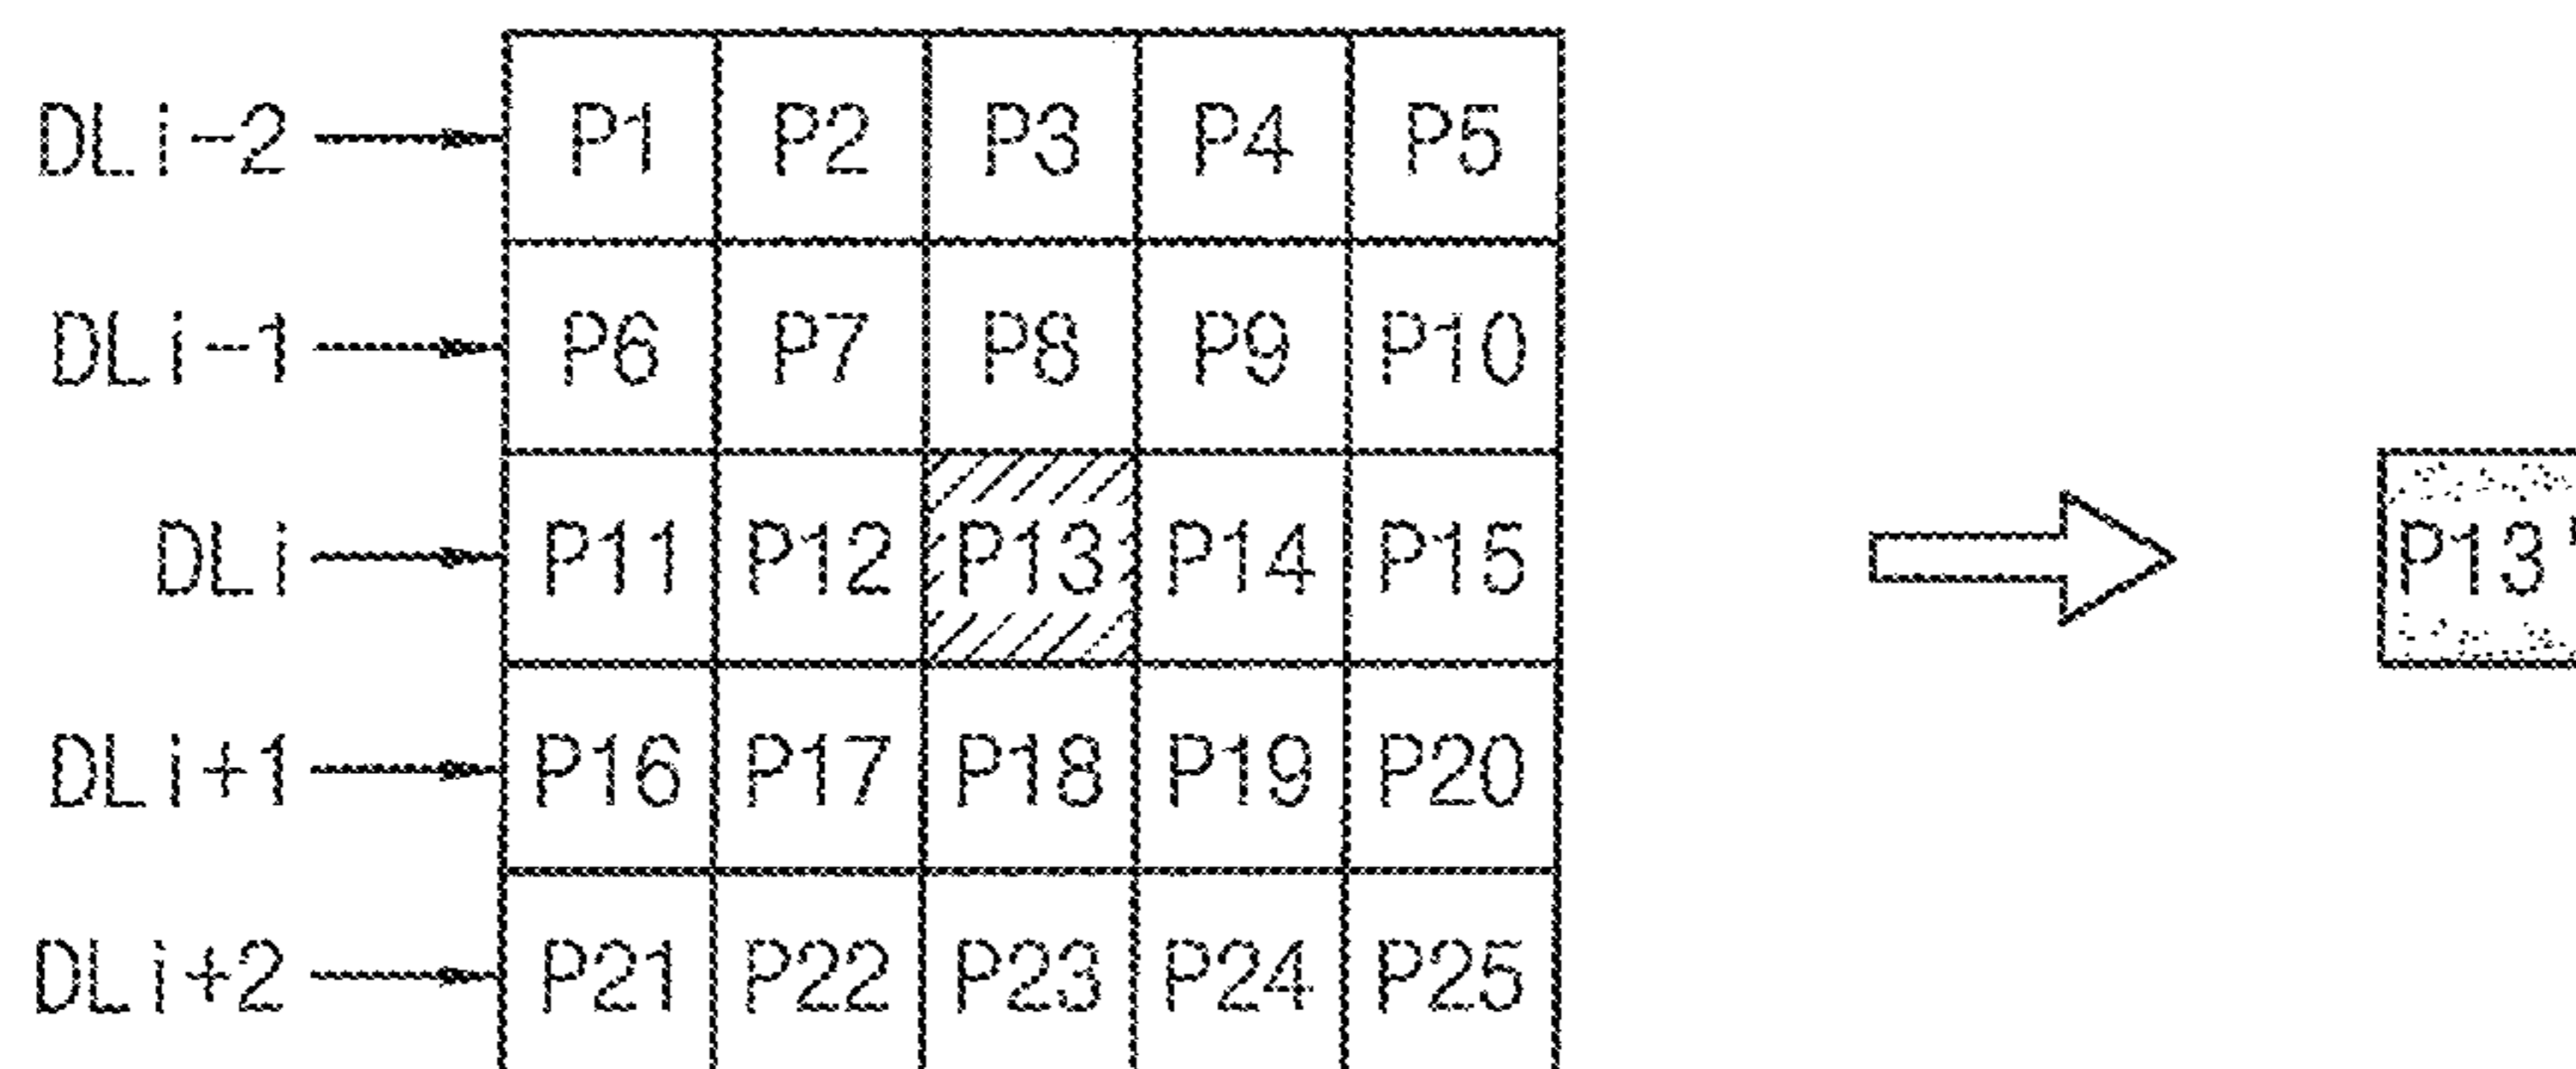 DLi-2 P1 P2 P3 P4 P5
DLi-1 P6 P7 P8 P9 P10
DLi P11 P12 P13 P14 P15 P13'
DLi+1 P16 P17 P18 P19 P20
DLi+2 P21 P22 P23 P24 P25